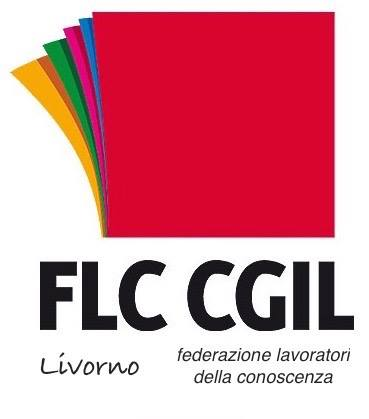 FLC CGIL
Livorno
federazione lavoratori
della conoscenza